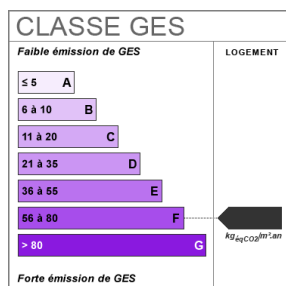 CLASSE GES
Faible émission de GES
LOGEMENT
≤ 5 A
6 à 10 B
11 à 20 C
21 à 35 D
36 à 55 E
56 à 80 F
> 80 G
kgéqCO2/m².an
Forte émission de GES